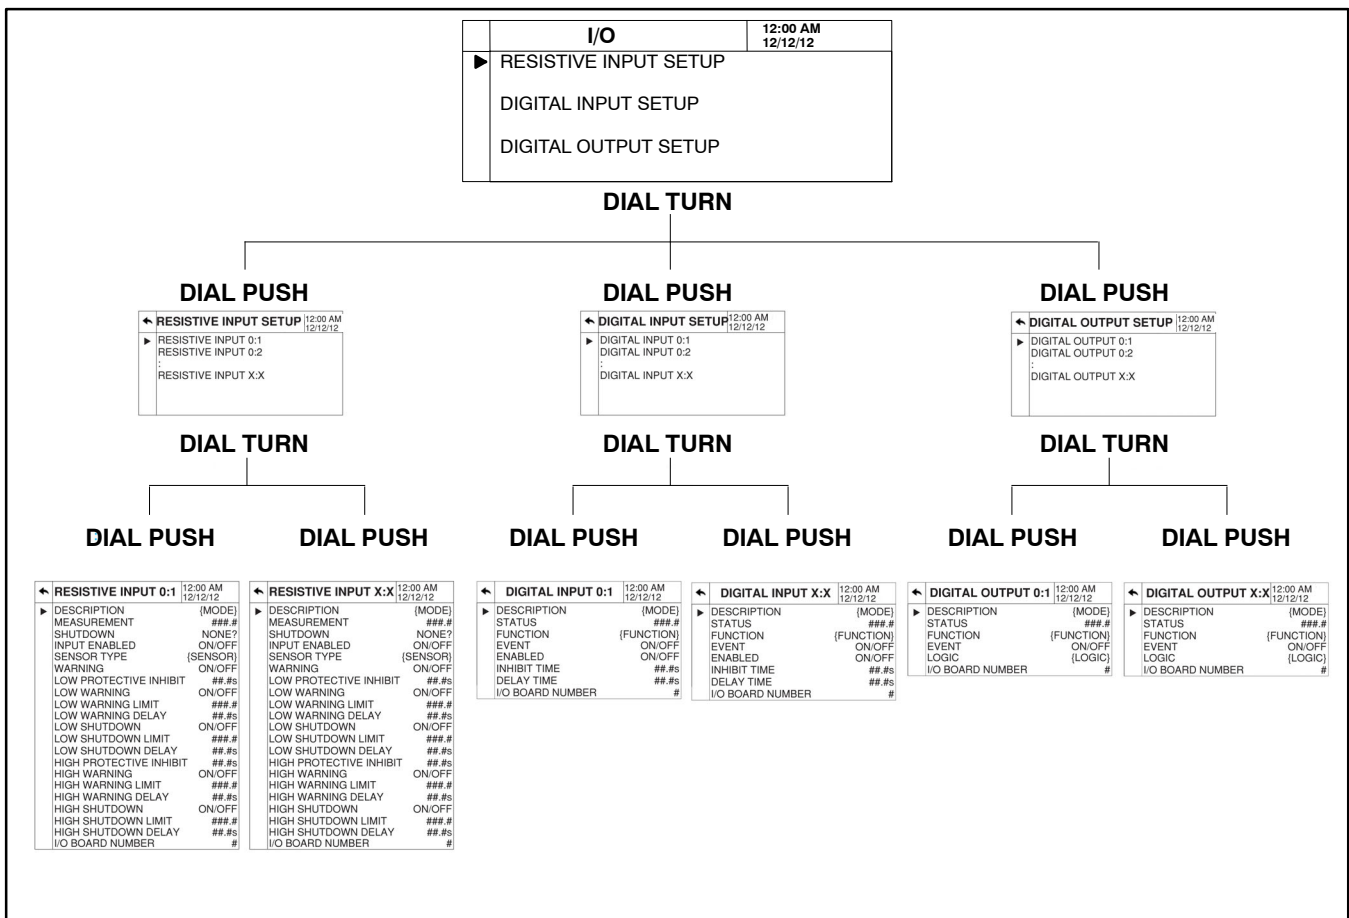 I/O 12:00 AM
12/12/12
RESISTIVE INPUT SETUP
DIGITAL INPUT SETUP
DIGITAL OUTPUT SETUP
DIAL TURN
DIAL PUSH
RESISTIVE INPUT SETUP 12:00 AM
12/12/12
RESISTIVE INPUT 0:1
RESISTIVE INPUT 0:2
:
RESISTIVE INPUT X:X
DIAL PUSH
DIGITAL INPUT SETUP 12:00 AM
12/12/12
DIGITAL INPUT 0:1
DIGITAL INPUT 0:2
:
DIGITAL INPUT X:X
DIAL PUSH
DIGITAL OUTPUT SETUP 12:00 AM
12/12/12
DIGITAL OUTPUT 0:1
DIGITAL OUTPUT 0:2
:
DIGITAL OUTPUT X:X
DIAL TURN
DIAL TURN
DIAL TURN
DIAL PUSH
RESISTIVE INPUT 0:1 12:00 AM
12/12/12
DESCRIPTION {MODE}
MEASUREMENT ###.#
SHUTDOWN NONE?
INPUT ENABLED ON/OFF
SENSOR TYPE {SENSOR}
WARNING ON/OFF
LOW PROTECTIVE INHIBIT ##.#s
LOW WARNING ON/OFF
LOW WARNING LIMIT ###.#
LOW WARNING DELAY ##.#s
LOW SHUTDOWN ON/OFF
LOW SHUTDOWN LIMIT ###.#
LOW SHUTDOWN DELAY ##.#s
HIGH PROTECTIVE INHIBIT ##.#s
HIGH WARNING ON/OFF
HIGH WARNING LIMIT ###.#
HIGH WARNING DELAY ##.#s
HIGH SHUTDOWN ON/OFF
HIGH SHUTDOWN LIMIT ###.#
HIGH SHUTDOWN DELAY ##.#s
I/O BOARD NUMBER #
DIAL PUSH
RESISTIVE INPUT X:X 12:00 AM
12/12/12
DESCRIPTION {MODE}
MEASUREMENT ###.#
SHUTDOWN NONE?
INPUT ENABLED ON/OFF
SENSOR TYPE {SENSOR}
WARNING ON/OFF
LOW PROTECTIVE INHIBIT ##.#s
LOW WARNING ON/OFF
LOW WARNING LIMIT ###.#
LOW WARNING DELAY ##.#s
LOW SHUTDOWN ON/OFF
LOW SHUTDOWN LIMIT ###.#
LOW SHUTDOWN DELAY ##.#s
HIGH PROTECTIVE INHIBIT ##.#s
HIGH WARNING ON/OFF
HIGH WARNING LIMIT ###.#
HIGH WARNING DELAY ##.#s
HIGH SHUTDOWN ON/OFF
HIGH SHUTDOWN LIMIT ###.#
HIGH SHUTDOWN DELAY ##.#s
I/O BOARD NUMBER #
DIAL PUSH
DIGITAL INPUT 0:1 12:00 AM
12/12/12
DESCRIPTION {MODE}
STATUS ###.#
FUNCTION {FUNCTION}
EVENT ON/OFF
ENABLED ON/OFF
INHIBIT TIME ##.#s
DELAY TIME ##.#s
I/O BOARD NUMBER #
DIAL PUSH
DIGITAL INPUT X:X 12:00 AM
12/12/12
DESCRIPTION {MODE}
STATUS ###.#
FUNCTION {FUNCTION}
EVENT ON/OFF
ENABLED ON/OFF
INHIBIT TIME ##.#s
DELAY TIME ##.#s
I/O BOARD NUMBER #
DIAL PUSH
DIGITAL OUTPUT 0:1 12:00 AM
12/12/12
DESCRIPTION {MODE}
STATUS ###.#
FUNCTION {FUNCTION}
EVENT ON/OFF
LOGIC {LOGIC}
I/O BOARD NUMBER #
DIAL PUSH
DIGITAL OUTPUT X:X 12:00 AM
12/12/12
DESCRIPTION {MODE}
STATUS ###.#
FUNCTION {FUNCTION}
EVENT ON/OFF
LOGIC {LOGIC}
I/O BOARD NUMBER #